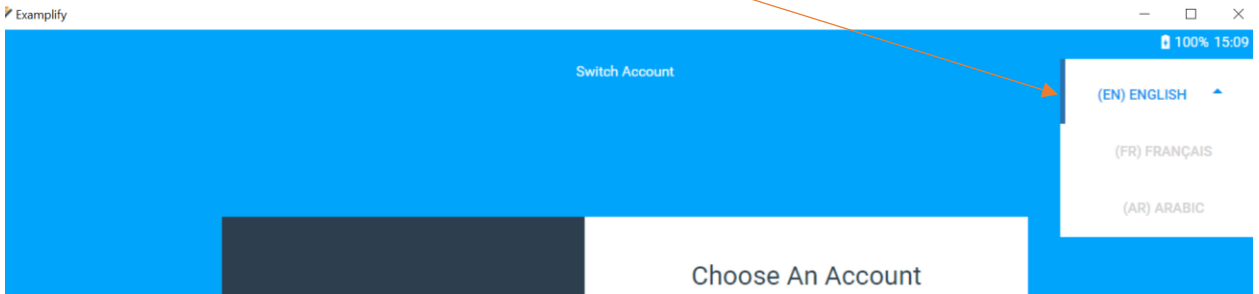 Examplify
100% 15:09
Switch Account
(EN) ENGLISH
(FR) FRANÇAIS
(AR) ARABIC
Choose An Account